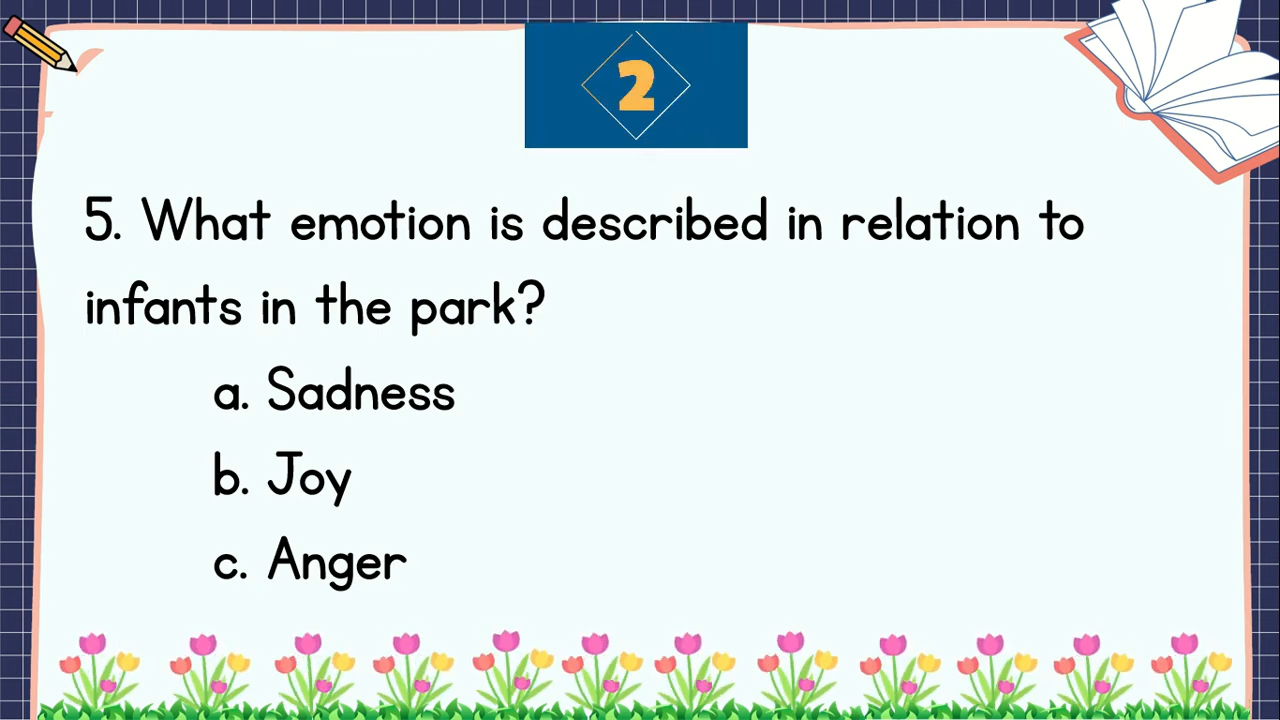 2
5. What emotion is described in relation to
infants in the park?
a. Sadness
b. Joy
c. Anger